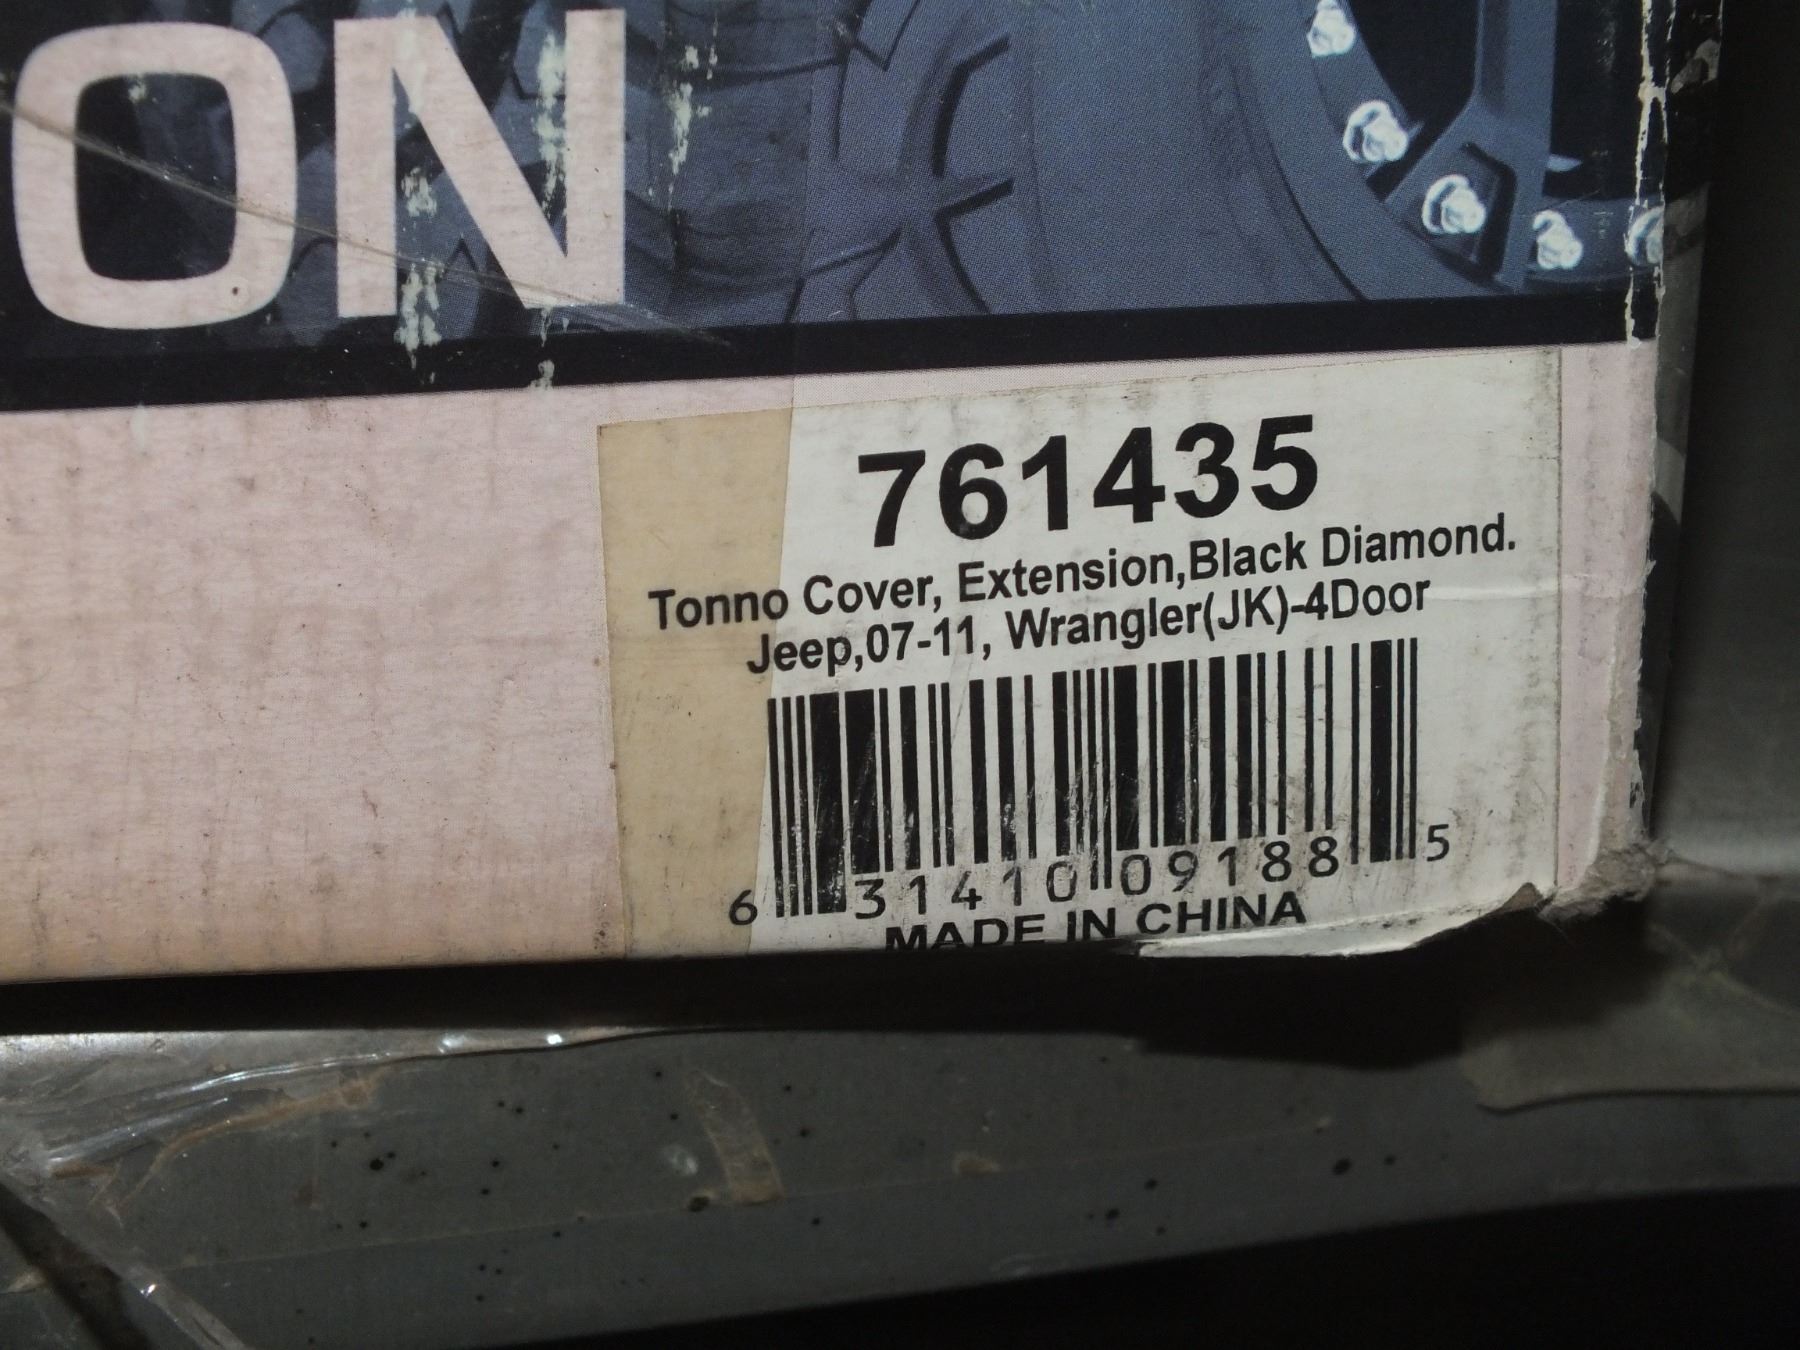 ON
761435
Tonno Cover, Extension,Black Diamond.
Jeep,07-11, Wrangler(JK)-4Door
6 31410 09188 5
MADE IN CHINA